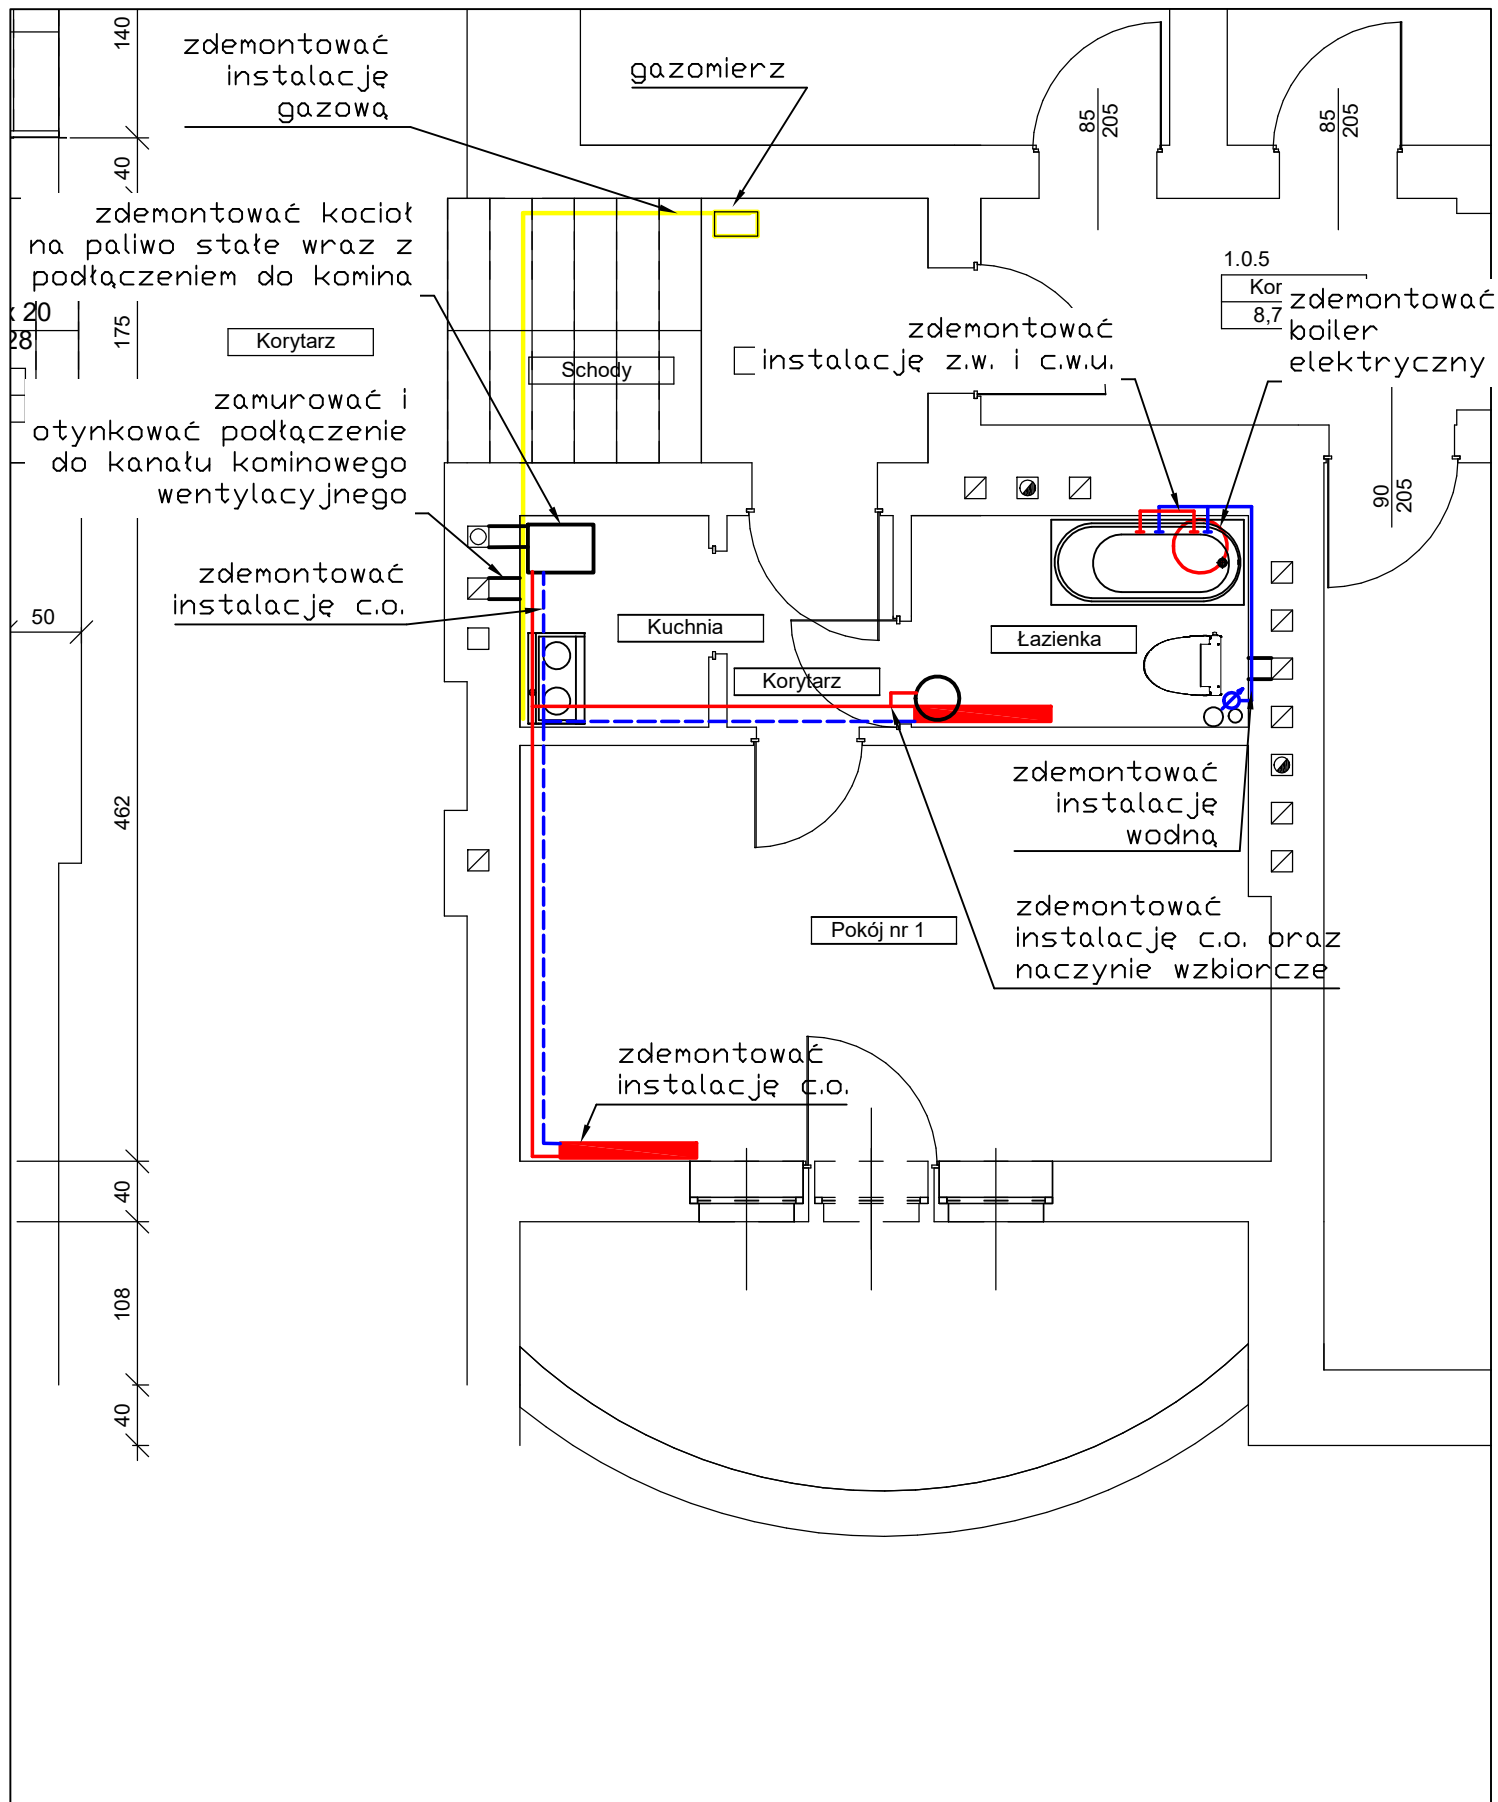 140
zdemontować
instalację
gazową
gazomierz
85
205
85
205
40
zdemontować kocioł
na paliwo stałe wraz z
podłączeniem do komina
1.0.5
8,7
zdemontować
boiler
elektryczny
20
28
175
Korytarz
Schody
zdemontować
instalację z.w. i c.w.u.
zamurować i
otynkować podłączenie
do kanału kominowego
wentylacyjnego
90
205
zdemontować
instalację c.o.
50
Kuchnia
Łazienka
Korytarz
462
zdemontować
instalację
wodną
zdemontować
instalację c.o. oraz
naczynie wzbiorcze
Pokój nr 1
zdemontować
instalację c.o.
40
108
40